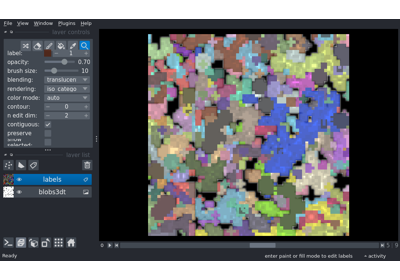 File View Window Plugins Help
layer controls
label: 1
opacity: 0.70
brush size: 10
blending: translucen
rendering: iso_catego
color mode: auto
contour: − 0 +
n edit dim: − 2 +
contiguous: ✓
preserve
show
selected:
layer list
labels
blobs3dt
Ready
enter paint or fill mode to edit labels
activity